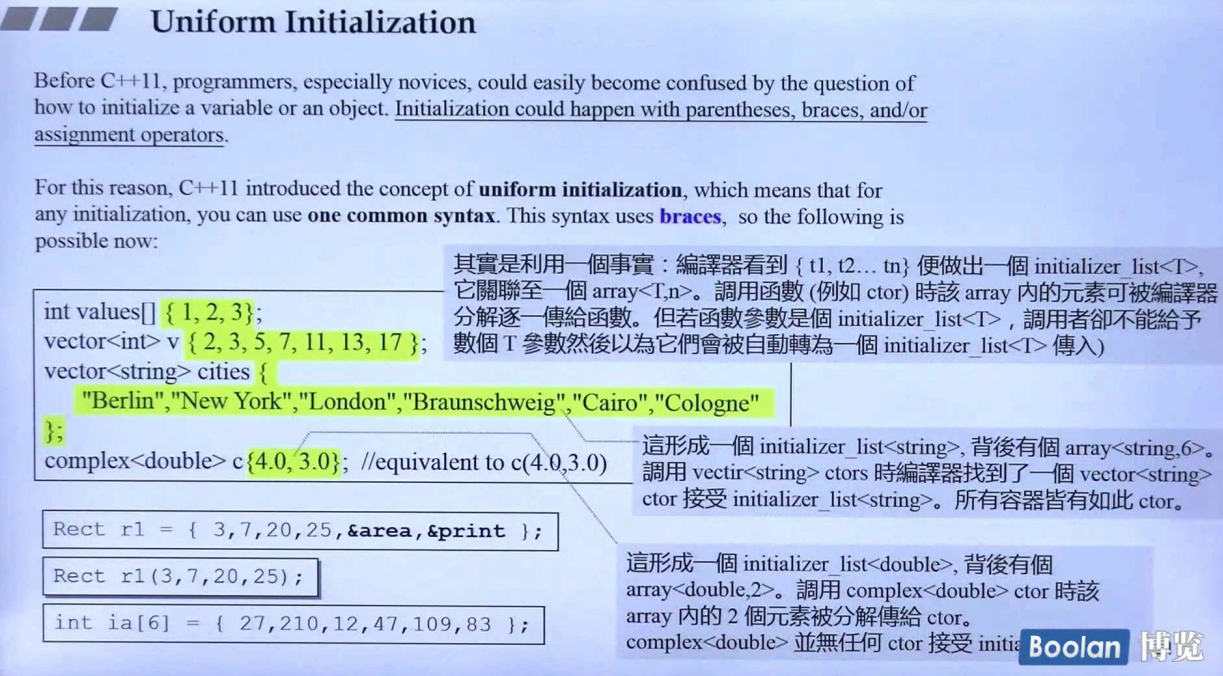 Uniform Initialization
Before C++11, programmers, especially novices, could easily become confused by the question of
how to initialize a variable or an object. Initialization could happen with parentheses, braces, and/or
assignment operators.
For this reason, C++11 introduced the concept of uniform initialization, which means that for
any initialization, you can use one common syntax. This syntax uses braces, so the following is
possible now:
其實是利用一個事實：編譯器看到 { t1, t2… tn} 便做出一個 initializer_list<T>,
它關聯至一個 array<T,n>。調用函數 (例如 ctor) 時該 array 內的元素可被編譯器
分解逐一傳給函數。但若函數參數是個 initializer_list<T>，調用者卻不能給予
數個 T 參數然後以為它們會被自動轉為一個 initializer_list<T> 傳入)
int values[] { 1, 2, 3};
vector<int> v { 2, 3, 5, 7, 11, 13, 17 };
vector<string> cities {
"Berlin","New York","London","Braunschweig","Cairo","Cologne"
};
complex<double> c{4.0, 3.0}; //equivalent to c(4.0,3.0)
這形成一個 initializer_list<string>, 背後有個 array<string,6>。
調用 vectir<string> ctors 時編譯器找到了一個 vector<string>
ctor 接受 initializer_list<string>。所有容器皆有如此 ctor。
Rect r1 = { 3,7,20,25,&area,&print };
Rect r1(3,7,20,25);
int ia[6] = { 27,210,12,47,109,83 };
這形成一個 initializer_list<double>, 背後有個
array<double,2>。調用 complex<double> ctor 時該
array 內的 2 個元素被分解傳給 ctor。
complex<double> 並無任何 ctor 接受
Boolan 博览